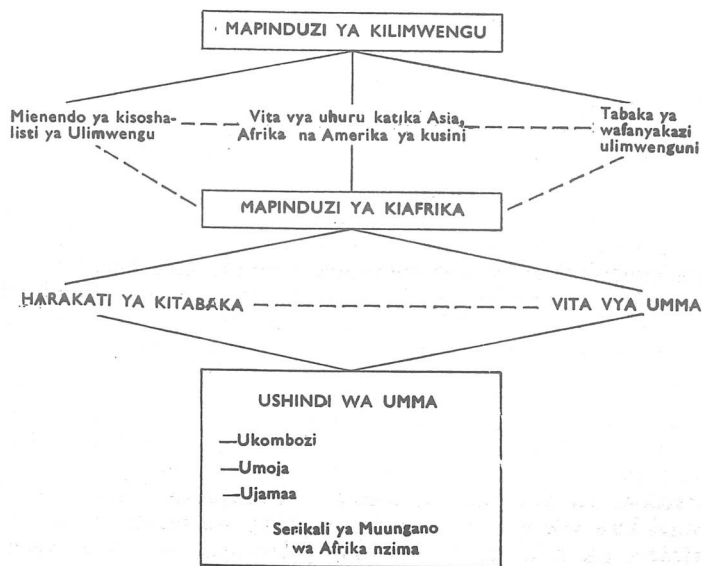 MAPINDUZI YA KILIMWENGU
Mienendo ya kisosha-
listi ya Ulimwengu
Vita vya uhuru katika Asia,
Afrika na Amerika ya kusini
Tabaka ya
wafanyakazi
ulimwenguni
MAPINDUZI YA KIAFRIKA
HARAKATI YA KITABAKA
VITA VYA UMMA
USHINDI WA UMMA
—Ukombozi
—Umoja
—Ujamaa
Serikali ya Muungano
wa Afrika nzima